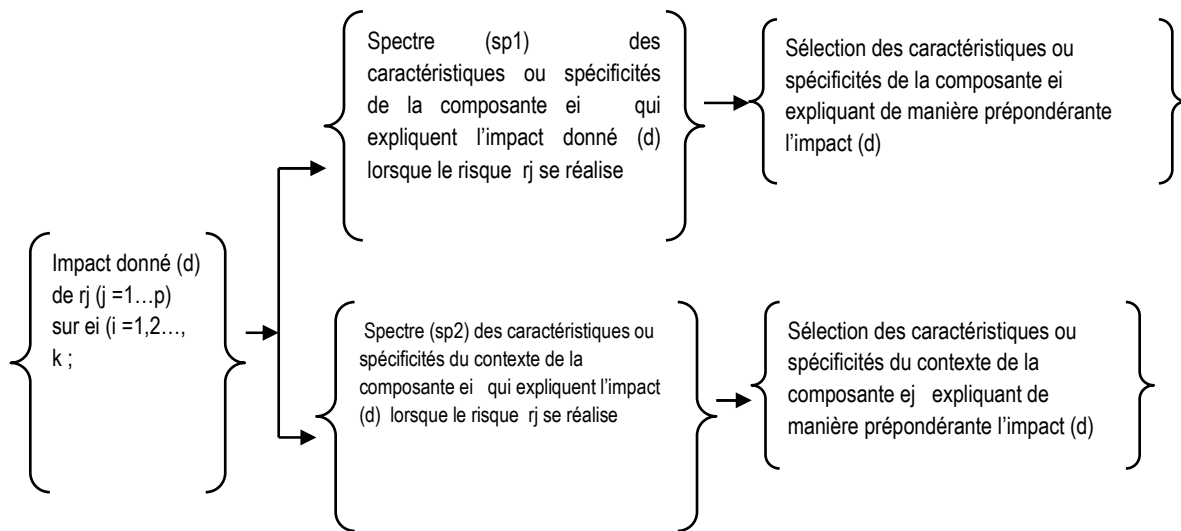 Spectre (sp1) des
caractéristiques ou spécificités
de la composante ei qui
expliquent l'impact donné (d)
lorsque le risque rj se réalise
Sélection des caractéristiques ou
spécificités de la composante ei
expliquant de manière prépondérante
l'impact (d)
Impact donné (d)
de rj (j =1…p)
sur ei (i =1,2…,
k ;
Spectre (sp2) des caractéristiques ou
spécificités du contexte de la
composante ei qui expliquent l'impact
(d) lorsque le risque rj se réalise
Sélection des caractéristiques ou
spécificités du contexte de la
composante ej expliquant de
manière prépondérante l'impact (d)